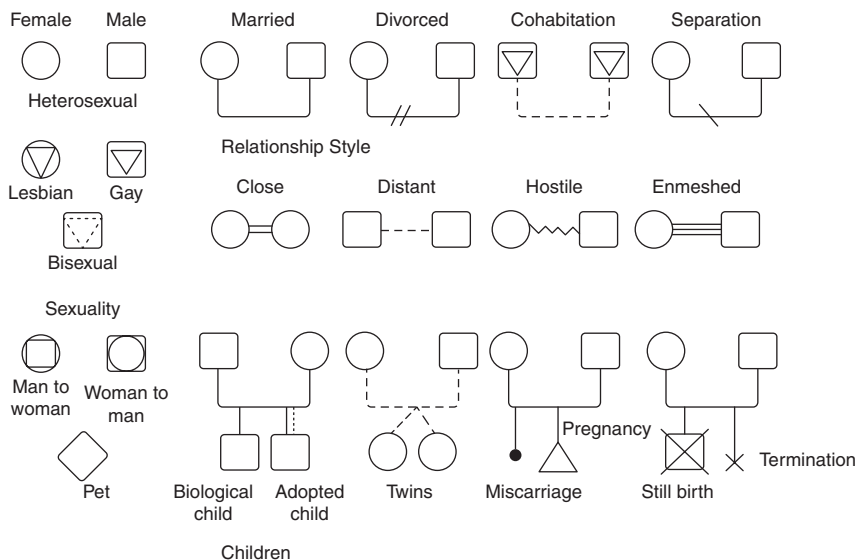 Female Male Married Divorced Cohabitation Separation
Heterosexual
Relationship Style
Lesbian Gay Close Distant Hostile Enmeshed
Bisexual
Sexuality
Man to
woman
Woman to
man
Pregnancy
Termination
Pet
Biological
child
Adopted
child
Twins
Miscarriage
Still birth
Children